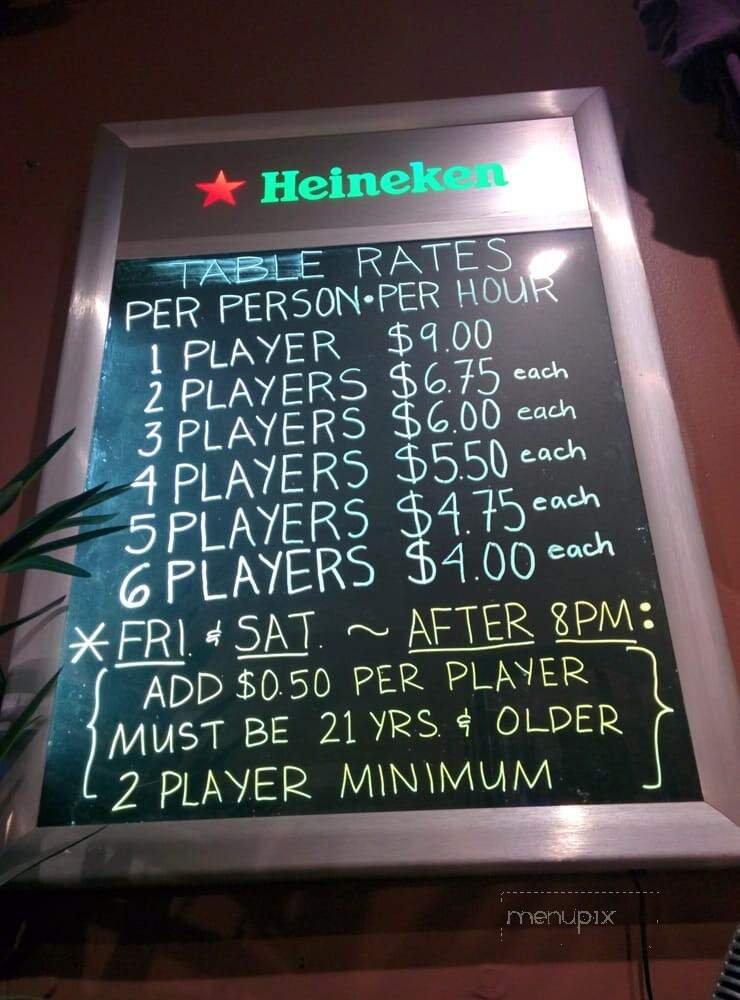 Heineken
TABLE RATES
PER PERSON•PER HOUR
1 PLAYER $9.00
2 PLAYERS $6.75 each
3 PLAYERS $6.00 each
4 PLAYERS $5.50 each
5 PLAYERS $4.75 each
6 PLAYERS $4.00 each
* FRI. & SAT. ~ AFTER 8PM:
ADD $0.50 PER PLAYER
MUST BE 21 YRS. & OLDER
2 PLAYER MINIMUM
menupix